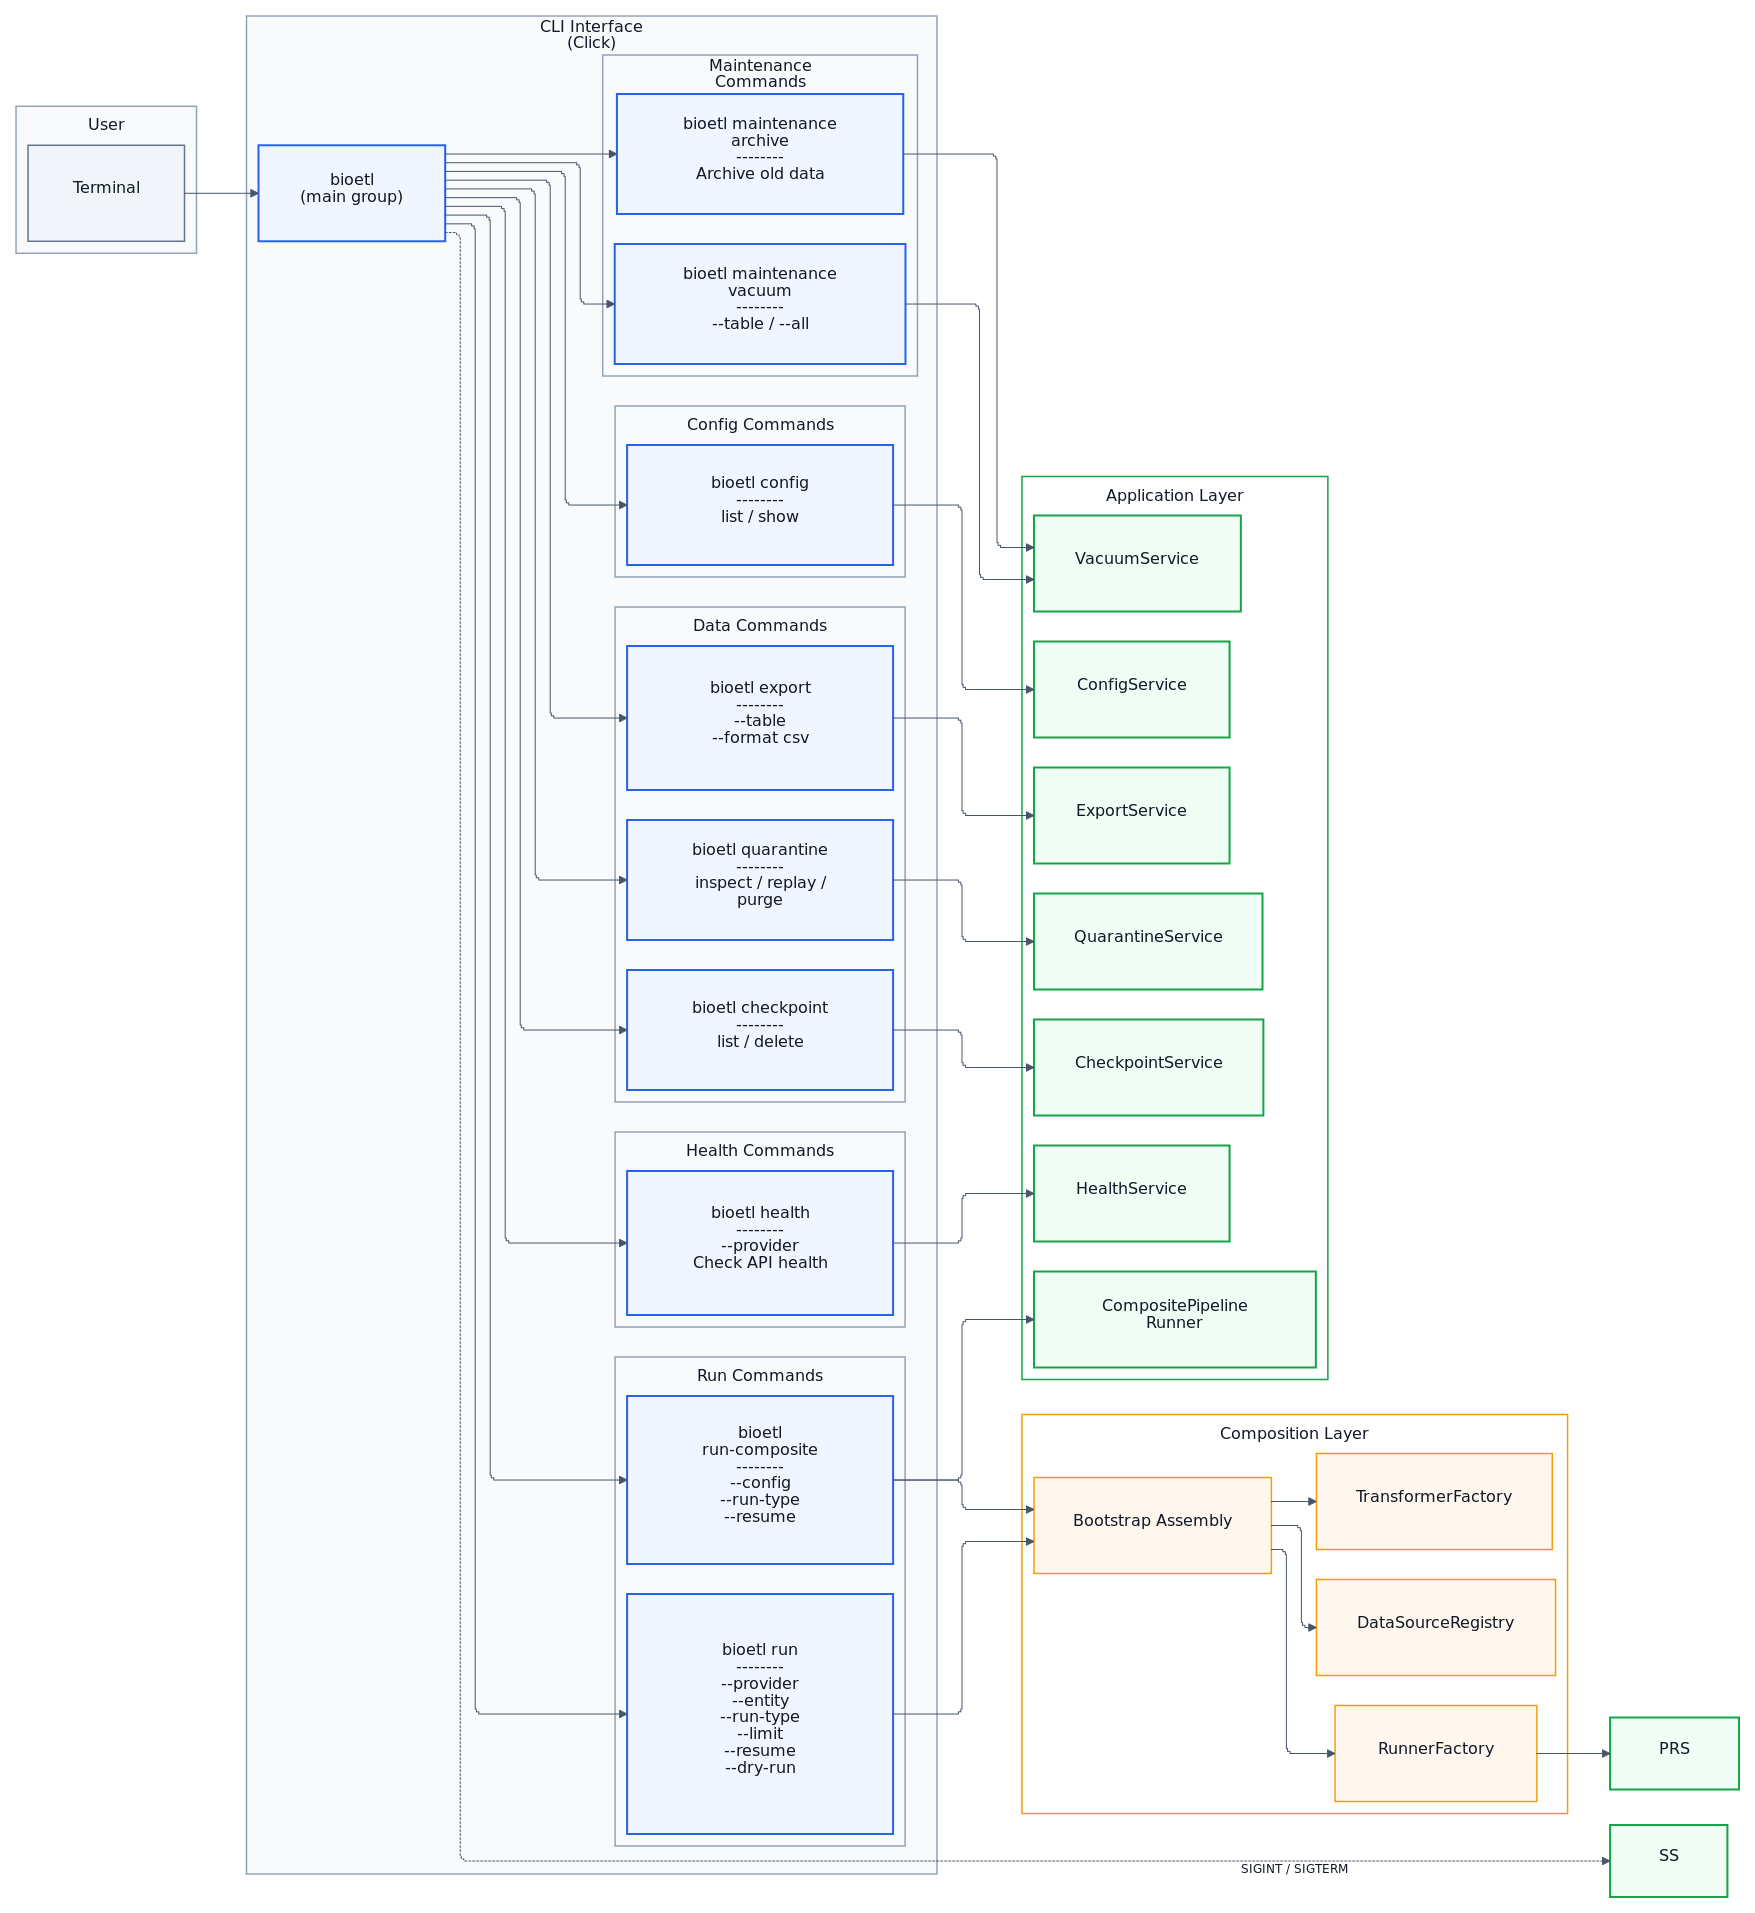 CLI Interface
(Click)
User
Terminal
bioetl
(main group)
Maintenance
Commands
bioetl maintenance
archive
--------
Archive old data
bioetl maintenance
vacuum
--------
--table / --all
Config Commands
bioetl config
--------
list / show
Data Commands
bioetl export
--------
--table
--format csv
bioetl quarantine
--------
inspect / replay /
purge
bioetl checkpoint
--------
list / delete
Health Commands
bioetl health
--------
--provider
Check API health
Run Commands
bioetl
run-composite
--------
--config
--run-type
--resume
bioetl run
--------
--provider
--entity
--run-type
--limit
--resume
--dry-run
Application Layer
VacuumService
ConfigService
ExportService
QuarantineService
CheckpointService
HealthService
CompositePipeline
Runner
Composition Layer
Bootstrap Assembly
TransformerFactory
DataSourceRegistry
RunnerFactory
PRS
SS
SIGINT / SIGTERM